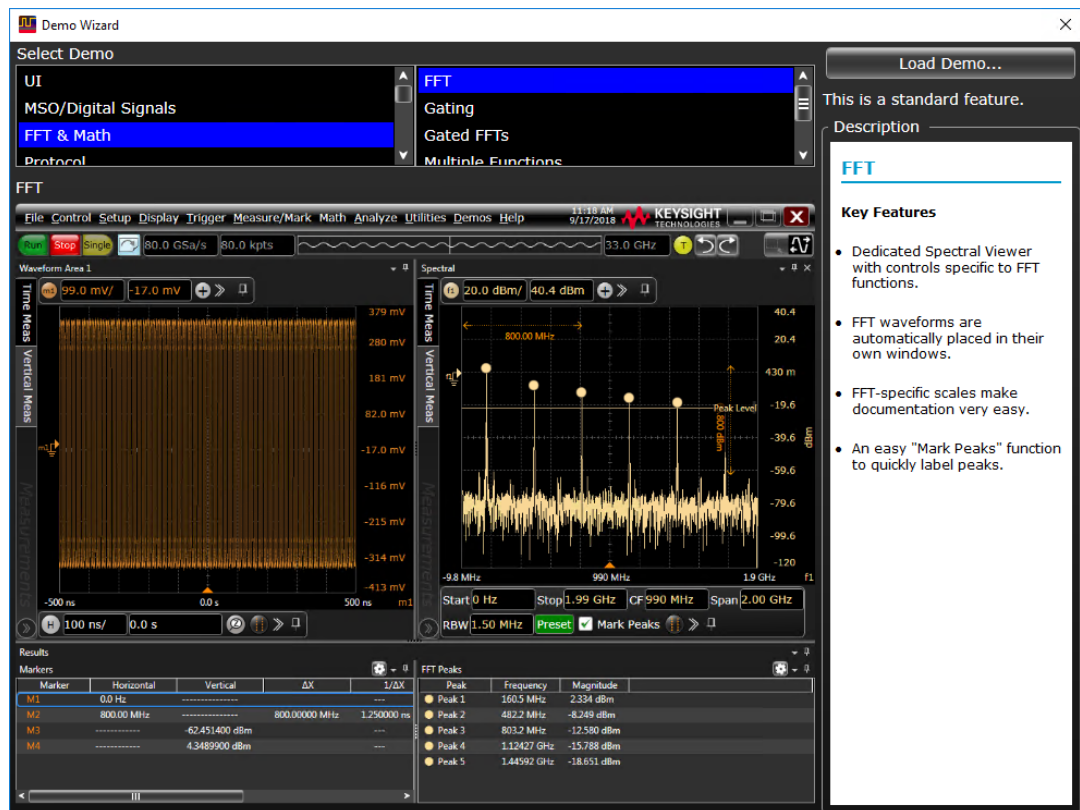 Demo Wizard
Select Demo
UI
MSO/Digital Signals
FFT & Math
Protocol
FFT
Gating
Gated FFTs
Multiple Functions
Load Demo...
This is a standard feature.
Description
FFT
Key Features
Dedicated Spectral Viewer
with controls specific to FFT
functions.
FFT waveforms are
automatically placed in their
own windows.
FFT-specific scales make
documentation very easy.
An easy "Mark Peaks" function
to quickly label peaks.
FFT
File Control Setup Display Trigger Measure/Mark Math Analyze Utilities Demos Help
11:18 AM
9/17/2018
KEYSIGHT
TECHNOLOGIES
Run Stop Single 80.0 GSa/s 80.0 kpts 33.0 GHz T
Waveform Area 1
m1 99.0 mV/ -17.0 mV
Time Meas
Vertical Meas
Measurements
379 mV
280 mV
181 mV
82.0 mV
-17.0 mV
-116 mV
-215 mV
-314 mV
-413 mV
m1
-500 ns 0.0 s 500 ns m1
H 100 ns/ 0.0 s
Spectral
f1 20.0 dBm/ 40.4 dBm
Time Meas
Vertical Meas
Measurements
800.00 MHz
Peak Level
40.4
20.4
430 m
-19.6
-39.6
-59.6
-79.6
-99.6
-120
dBm
-9.8 MHz 990 MHz 1.9 GHz f1
Start 0 Hz Stop 1.99 GHz CF 990 MHz Span 2.00 GHz
RBW 1.50 MHz Preset Mark Peaks
Results
Markers
Marker Horizontal Vertical ΔX 1/ΔX
M1 0.0 Hz --------------- ---
M2 800.00 MHz --------------- 800.00000 MHz 1.250000 ns
M3 ------------ -62.451400 dBm ---
M4 ------------ 4.3489900 dBm ---
FFT Peaks
Peak Frequency Magnitude
Peak 1 160.5 MHz 2.334 dBm
Peak 2 482.2 MHz -8.249 dBm
Peak 3 803.2 MHz -12.580 dBm
Peak 4 1.12427 GHz -15.788 dBm
Peak 5 1.44592 GHz -18.651 dBm